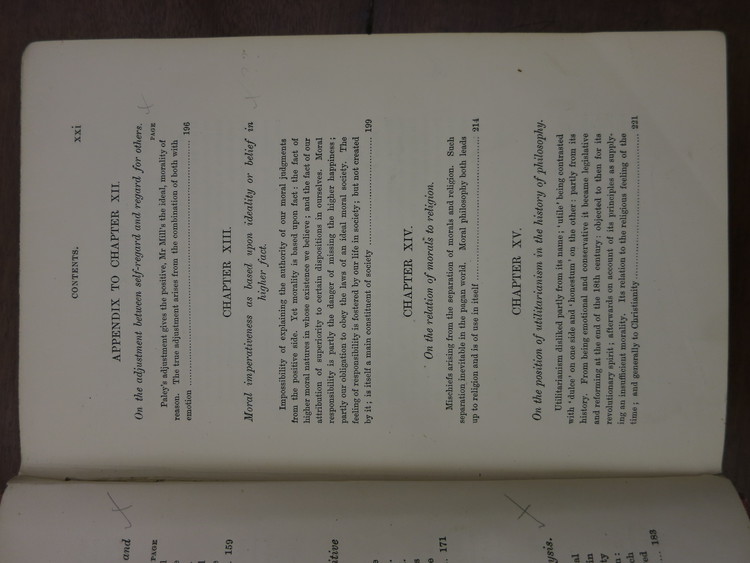 CONTENTS. xxi
APPENDIX TO CHAPTER XII.
On the adjustment between self-regard and regard for others.
PAGE
Paley's adjustment gives the positive, Mr Mill's the ideal, morality of
reason. The true adjustment arises from the combination of both with
emotion ........ 196
CHAPTER XIII.
Moral imperativeness as based upon ideality or belief in
higher fact.
Impossibility of explaining the authority of our moral judgments
from the positive side. Yet morality is based upon fact: the fact of
higher moral natures in whose existence we believe; and the fact of our
attribution of superiority to certain dispositions in ourselves. Moral
responsibility is partly the danger of missing the higher happiness;
partly our obligation to obey the laws of an ideal moral society. The
feeling of responsibility is fostered by our life in society; but not created
by it; is itself a main constituent of society ........ 199
CHAPTER XIV.
On the relation of morals to religion.
Mischiefs arising from the separation of morals and religion. Such
separation inevitable in the pagan world. Moral philosophy both leads
up to religion and is of use in itself ........ 214
CHAPTER XV.
On the position of utilitarianism in the history of philosophy.
Utilitarianism disliked partly from its name; 'utile' being contrasted
with 'dulce' on one side and 'honestum' on the other: partly from its
history. From being emotional and conservative it became legislative
and reforming at the end of the 18th century: objected to then for its
revolutionary spirit; afterwards on account of its principles as supply-
ing an insufficient morality. Its relation to the religious feeling of the
time; and generally to Christianity ........ 221
and
PAGE
159
itive
171
ysis.
183